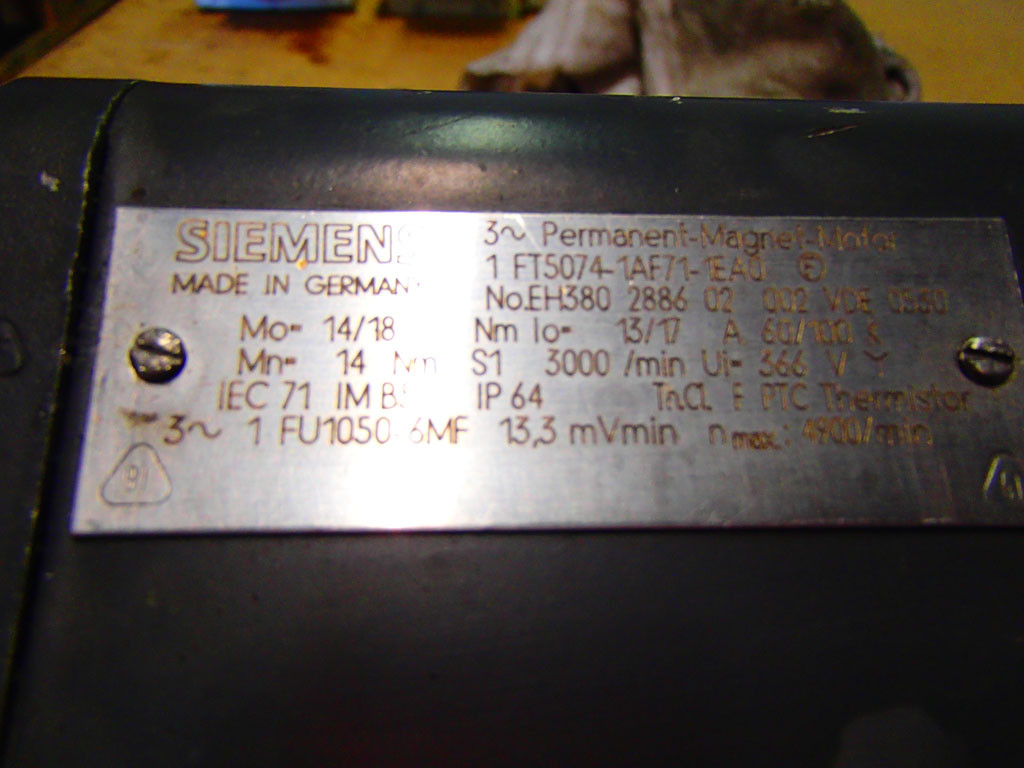 SIEMENS 3~ Permanent-Magnet-Motor
1 FT5074-1AF71-1EA0 F
MADE IN GERMANY
No.EH380 2886 02 002 VDE 0530
Mo= 14/18 Nm Io= 13/17 A 60/100 K
Mn= 14 Nm S1 3000 /min Ui= 366 V Y
IEC 71 IM B5 IP 64 Th.Cl. F PTC Thermistor
3~ 1 FU1050-6MF 13,3 mVmin n max.: 4900/min
91